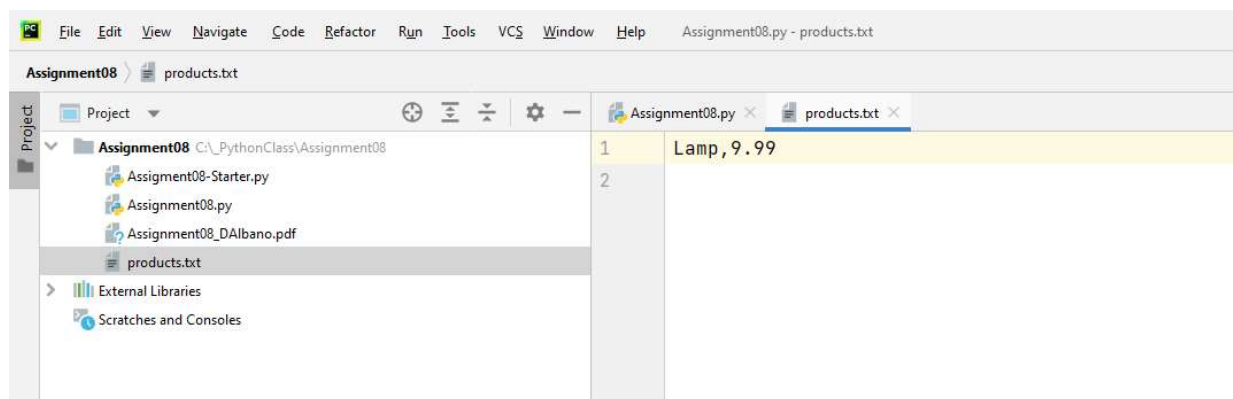 PC File Edit View Navigate Code Refactor Run Tools VCS Window Help Assignment08.py - products.txt
Assignment08 products.txt
Project
Project
Assignment08.py products.txt
Assignment08 C:\_PythonClass\Assignment08
Assigment08-Starter.py
Assignment08.py
Assignment08_DAlbano.pdf
products.txt
External Libraries
Scratches and Consoles
1 Lamp,9.99
2